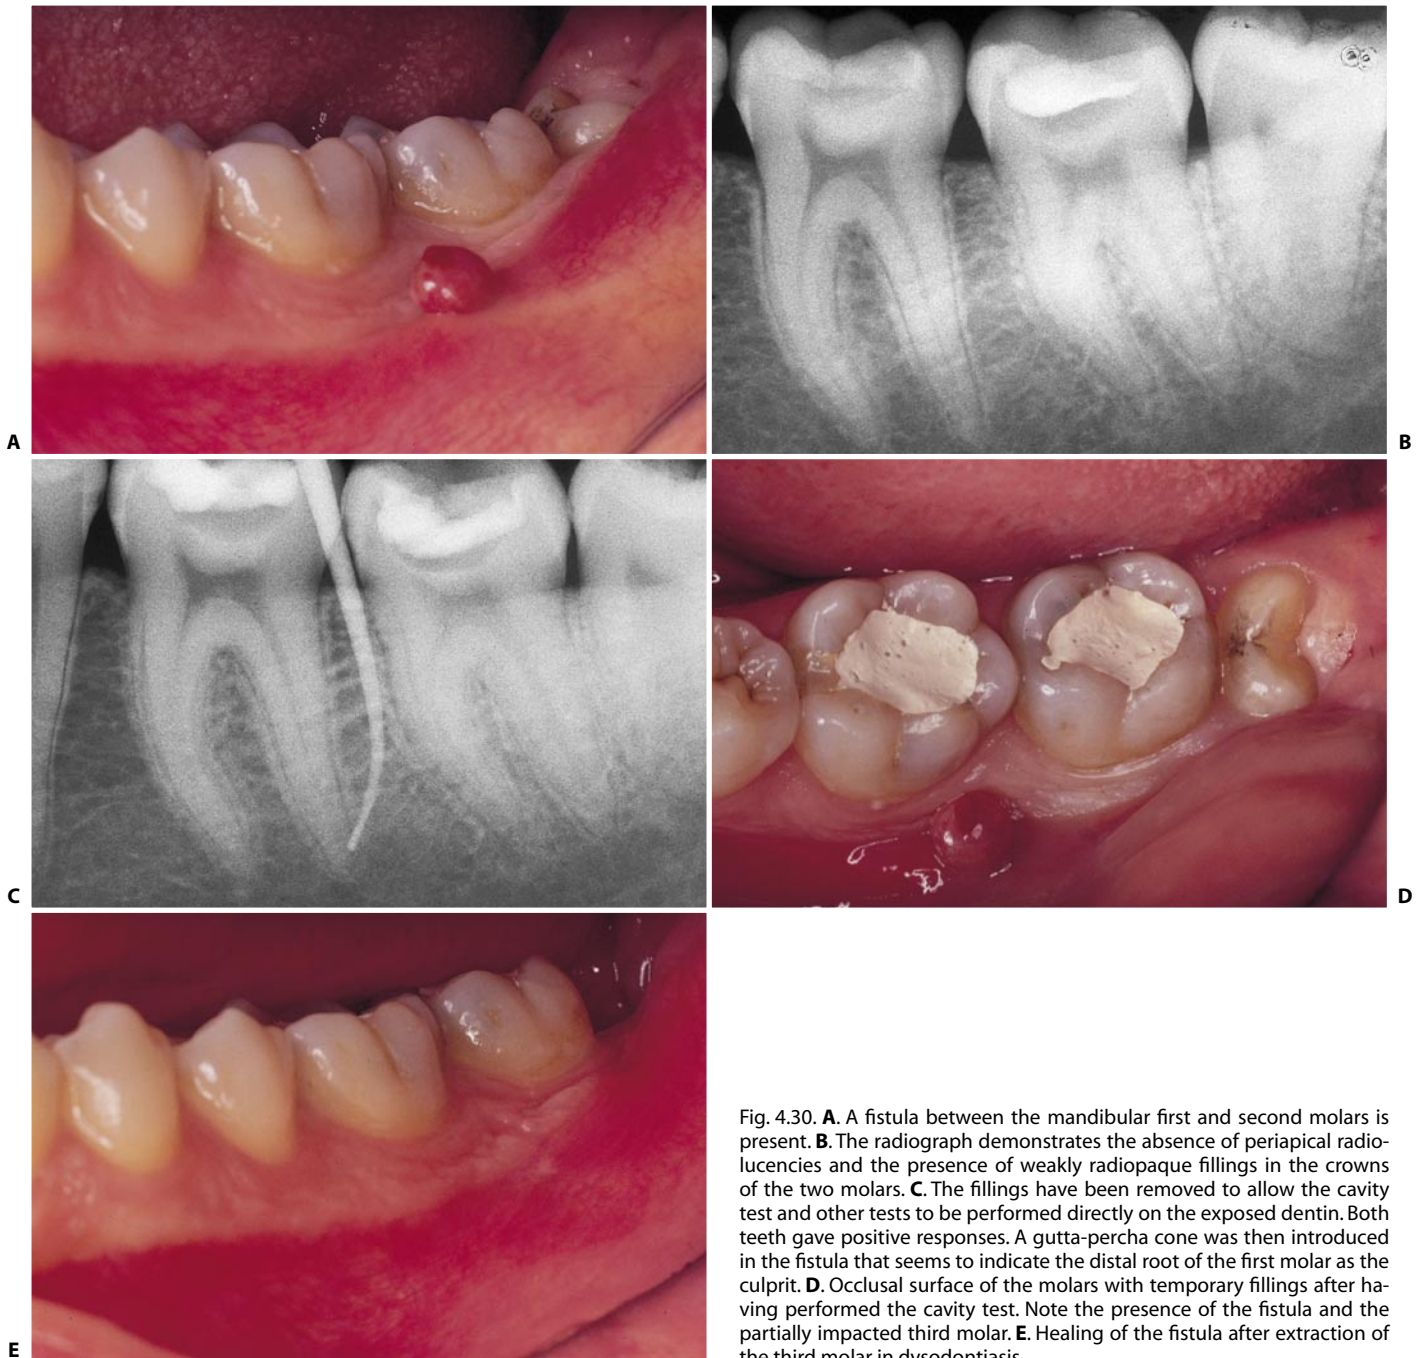 A
B
C
D
E
Fig. 4.30. A. A fistula between the mandibular first and second molars is
present. B. The radiograph demonstrates the absence of periapical radio-
lucencies and the presence of weakly radiopaque fillings in the crowns
of the two molars. C. The fillings have been removed to allow the cavity
test and other tests to be performed directly on the exposed dentin. Both
teeth gave positive responses. A gutta-percha cone was then introduced
in the fistula that seems to indicate the distal root of the first molar as the
culprit. D. Occlusal surface of the molars with temporary fillings after ha-
ving performed the cavity test. Note the presence of the fistula and the
partially impacted third molar. E. Healing of the fistula after extraction of
the third molar in dysodontiasis